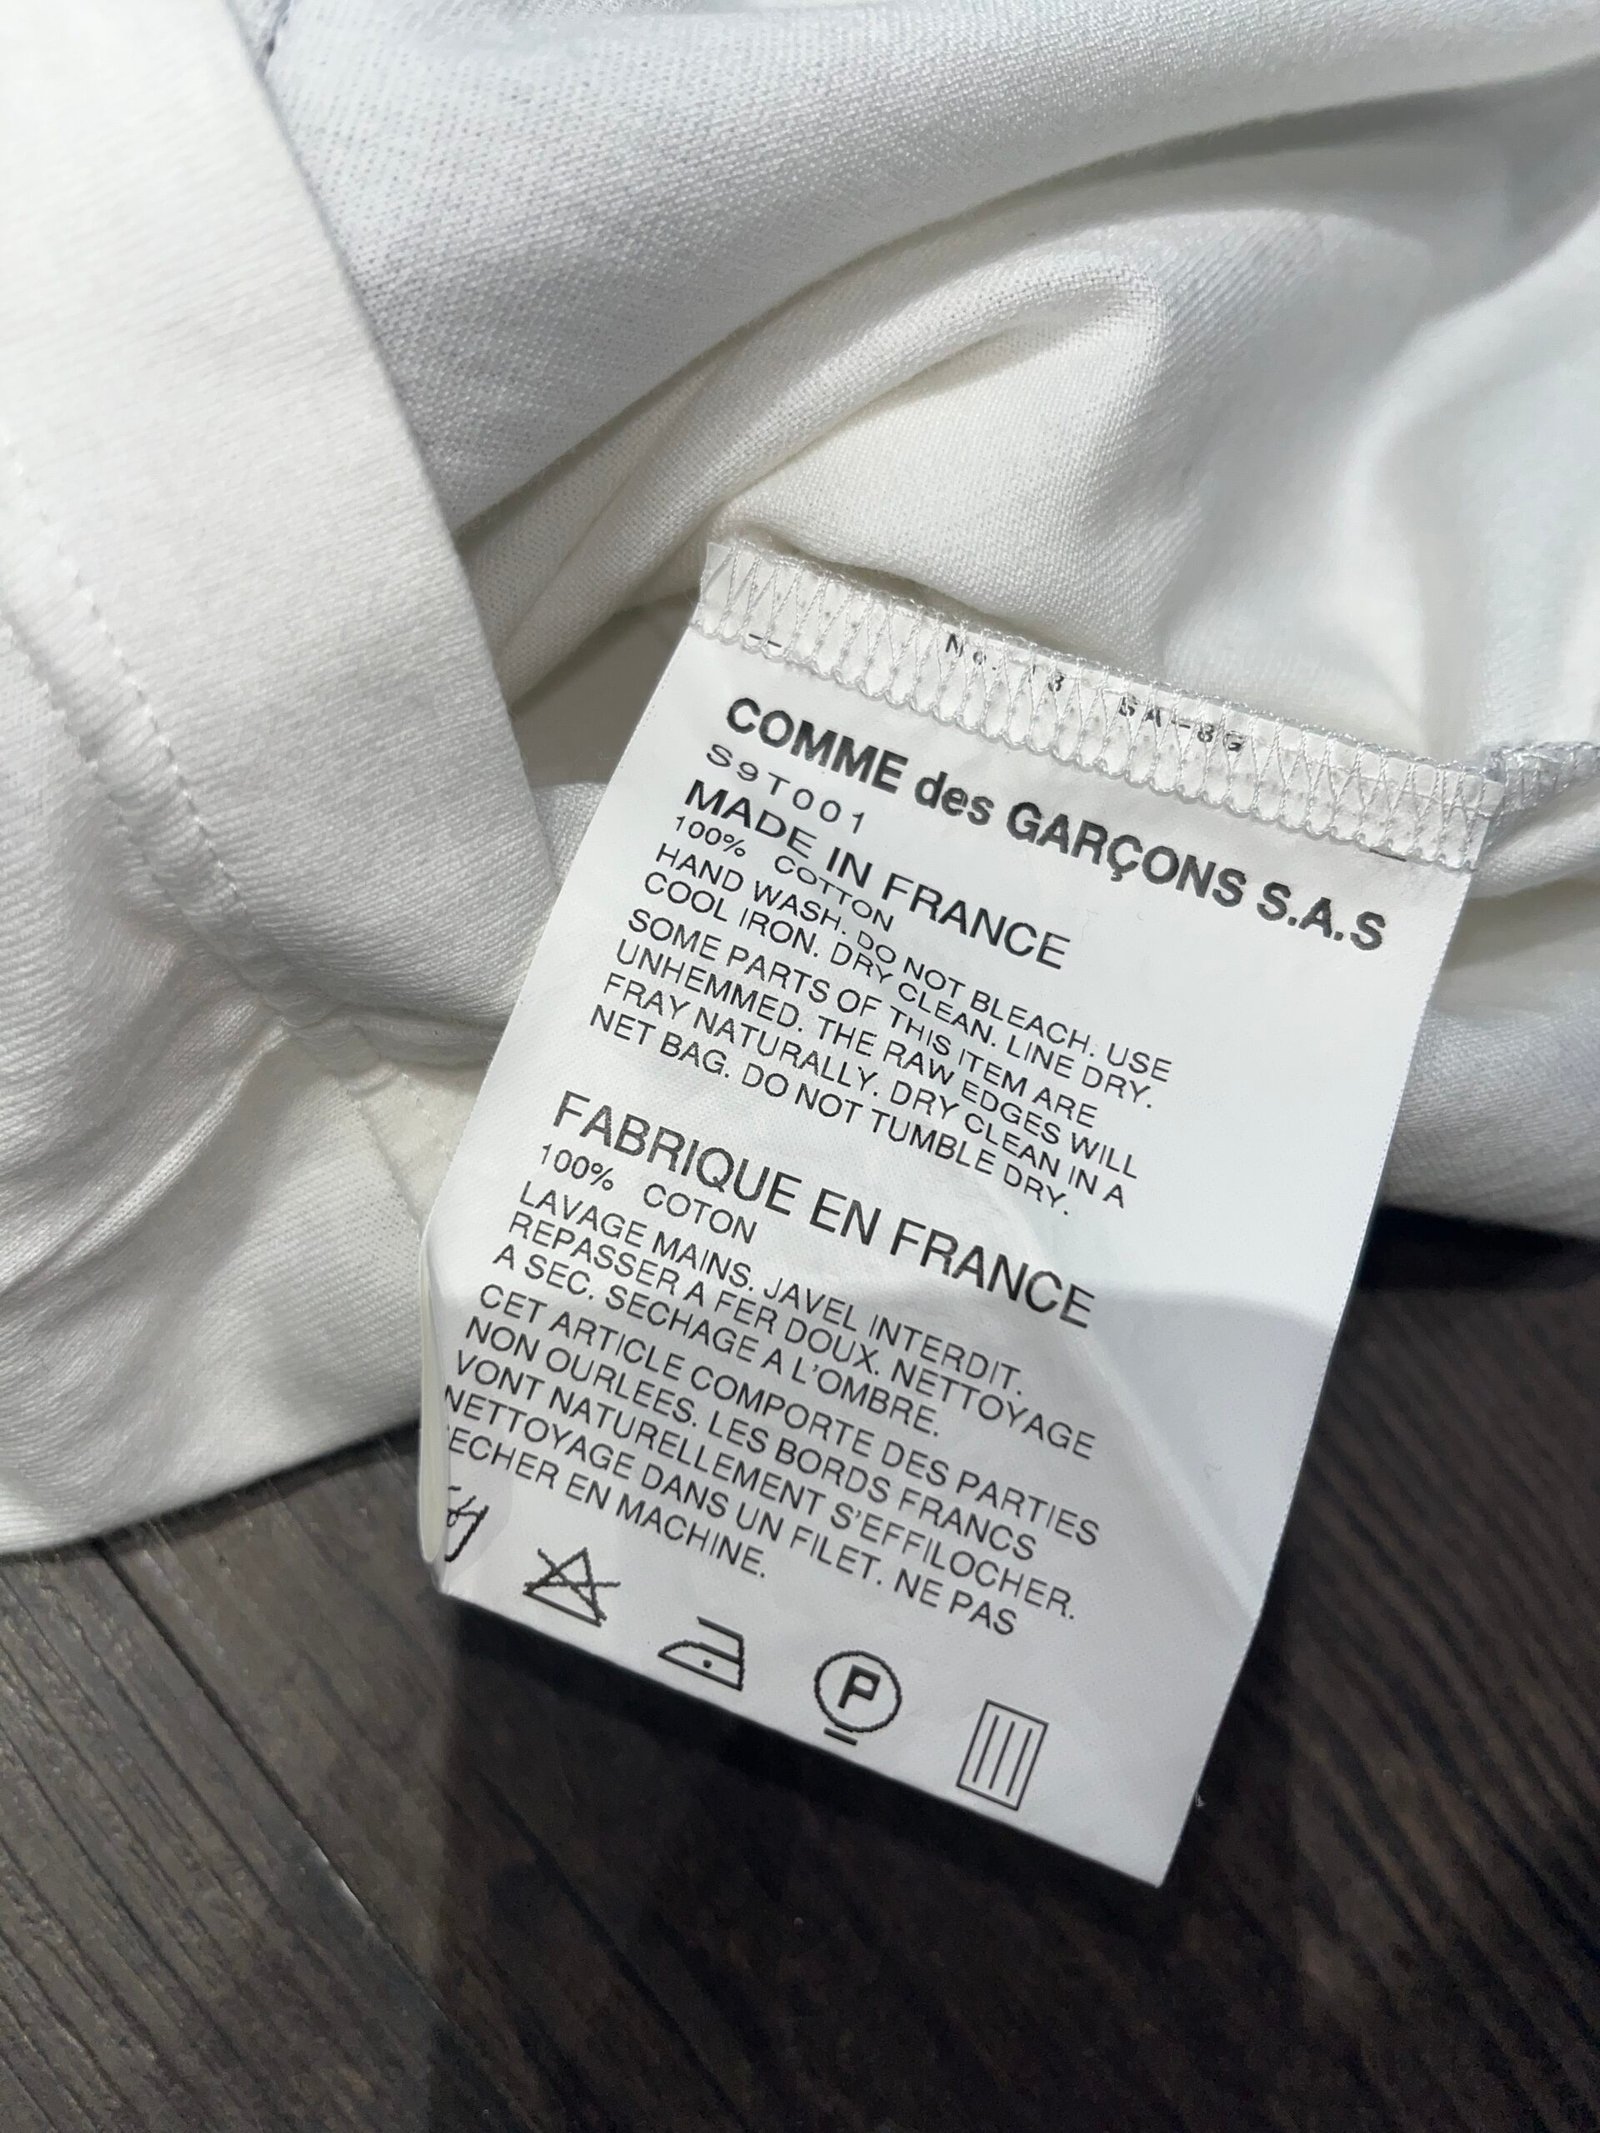 COMME des GARÇONS S.A.S
S9T001
MADE IN FRANCE
100% COTTON
HAND WASH. DO NOT BLEACH. USE
COOL IRON. DRY CLEAN. LINE DRY.
SOME PARTS OF THIS ITEM ARE
UNHEMMED. THE RAW EDGES WILL
FRAY NATURALLY. DRY CLEAN IN A
NET BAG. DO NOT TUMBLE DRY.
FABRIQUE EN FRANCE
100% COTON
LAVAGE MAINS. JAVEL INTERDIT.
REPASSER A FER DOUX. NETTOYAGE
A SEC. SECHAGE A L'OMBRE.
CET ARTICLE COMPORTE DES PARTIES
NON OURLEES. LES BORDS FRANCS
VONT NATURELLEMENT S'EFFILOCHER.
NETTOYAGE DANS UN FILET. NE PAS
ECHER EN MACHINE.
P